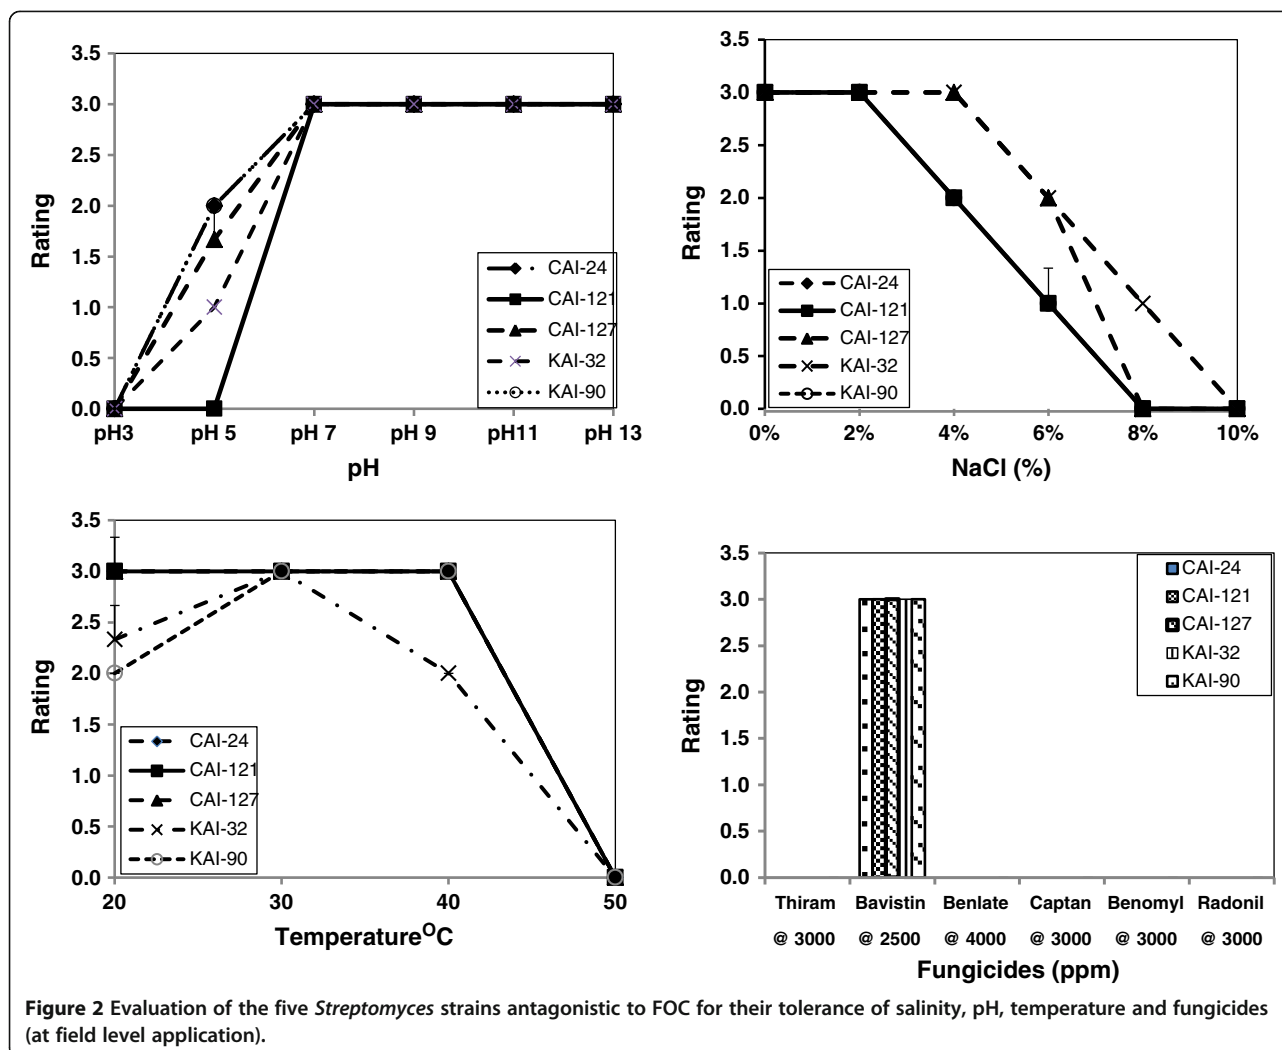 3.5
3.0
2.5
2.0
1.5
1.0
0.5
0.0
Rating
pH3 pH 5 pH 7 pH 9 pH11 pH 13
pH
CAI-24
CAI-121
CAI-127
KAI-32
KAI-90
3.5
3.0
2.5
2.0
1.5
1.0
0.5
0.0
Rating
0% 2% 4% 6% 8% 10%
NaCl (%)
CAI-24
CAI-121
CAI-127
KAI-32
KAI-90
3.5
3.0
2.5
2.0
1.5
1.0
0.5
0.0
Rating
20 30 40 50
Temperature⁰C
CAI-24
CAI-121
CAI-127
KAI-32
KAI-90
3.5
3.0
2.5
2.0
1.5
1.0
0.5
0.0
Rating
CAI-24
CAI-121
CAI-127
KAI-32
KAI-90
Thiram Bavistin Benlate Captan Benomyl Radonil
@ 3000 @ 2500 @ 4000 @ 3000 @ 3000 @ 3000
Fungicides (ppm)
Figure 2 Evaluation of the five Streptomyces strains antagonistic to FOC for their tolerance of salinity, pH, temperature and fungicides
(at field level application).